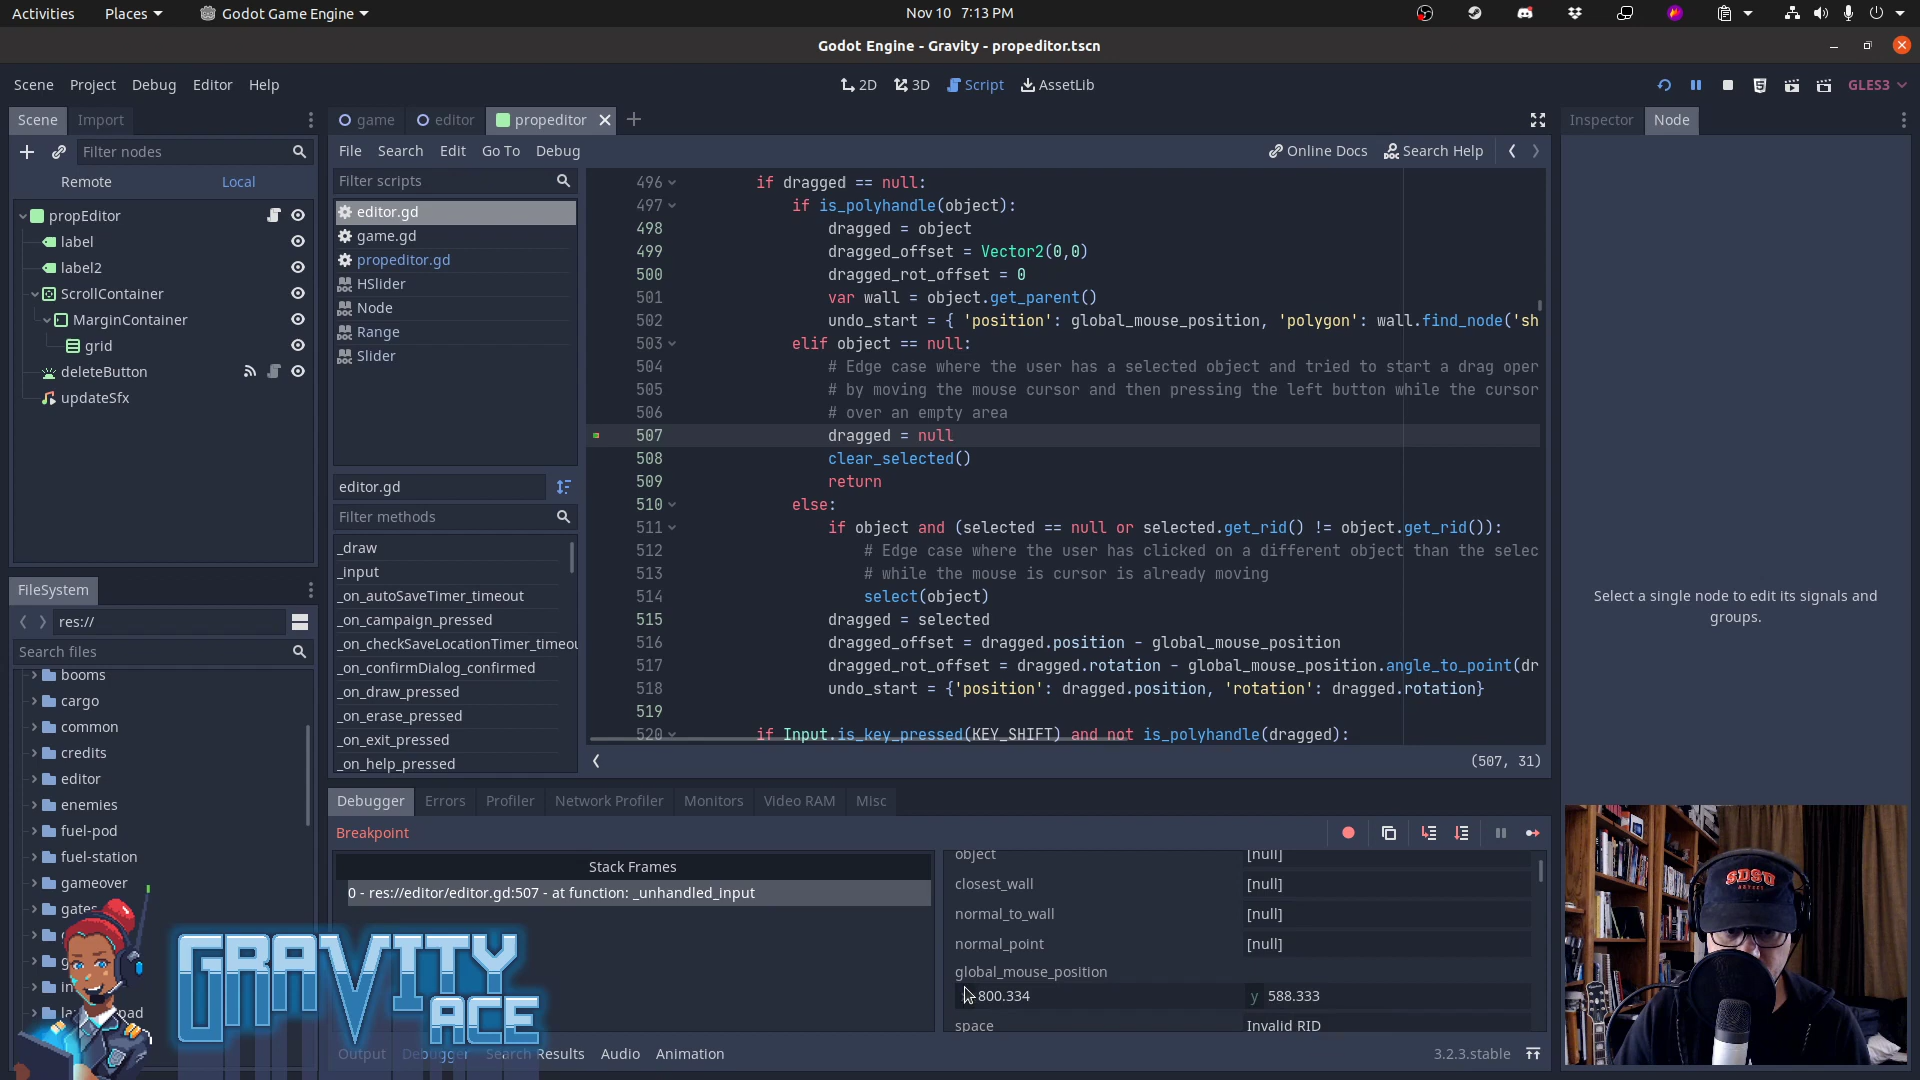 Activities Places Godot Game Engine Nov 10 7:13 PM
Godot Engine - Gravity - propeditor.tscn
Scene Project Debug Editor Help 2D 3D Script AssetLib GLES3
Scene Import
game editor propeditor
Inspector Node
Filter nodes
File Search Edit Go To Debug Online Docs Search Help
Remote Local
Filter scripts
propEditor
label
label2
ScrollContainer
MarginContainer
grid
deleteButton
updateSfx
editor.gd
game.gd
propeditor.gd
HSlider
Node
Range
Slider
editor.gd
Filter methods
_draw
_input
_on_autoSaveTimer_timeout
_on_campaign_pressed
_on_checkSaveLocationTimer_timeou
_on_confirmDialog_confirmed
_on_draw_pressed
_on_erase_pressed
_on_exit_pressed
_on_help_pressed
496 if dragged == null:
497 if is_polyhandle(object):
498 dragged = object
499 dragged_offset = Vector2(0,0)
500 dragged_rot_offset = 0
501 var wall = object.get_parent()
502 undo_start = { 'position': global_mouse_position, 'polygon': wall.find_node('sh
503 elif object == null:
504 # Edge case where the user has a selected object and tried to start a drag oper
505 # by moving the mouse cursor and then pressing the left button while the cursor
506 # over an empty area
507 dragged = null
508 clear_selected()
509 return
510 else:
511 if object and (selected == null or selected.get_rid() != object.get_rid()):
512 # Edge case where the user has clicked on a different object than the selec
513 # while the mouse is cursor is already moving
514 select(object)
515 dragged = selected
516 dragged_offset = dragged.position - global_mouse_position
517 dragged_rot_offset = dragged.rotation - global_mouse_position.angle_to_point(dr
518 undo_start = {'position': dragged.position, 'rotation': dragged.rotation}
519
520 if Input.is_key_pressed(KEY_SHIFT) and not is_polyhandle(dragged):
(507, 31)
Select a single node to edit its signals and
groups.
FileSystem
res://
Search files
booms
cargo
common
credits
editor
enemies
fuel-pod
fuel-station
gameover
gates
Debugger Errors Profiler Network Profiler Monitors Video RAM Misc
Breakpoint
Stack Frames
0 - res://editor/editor.gd:507 - at function: _unhandled_input
object [null]
closest_wall [null]
normal_to_wall [null]
normal_point [null]
global_mouse_position
800.334 y 588.333
space Invalid RID
GRAVITY
ACE
SDSU
Output Debugger Search Results Audio Animation 3.2.3.stable